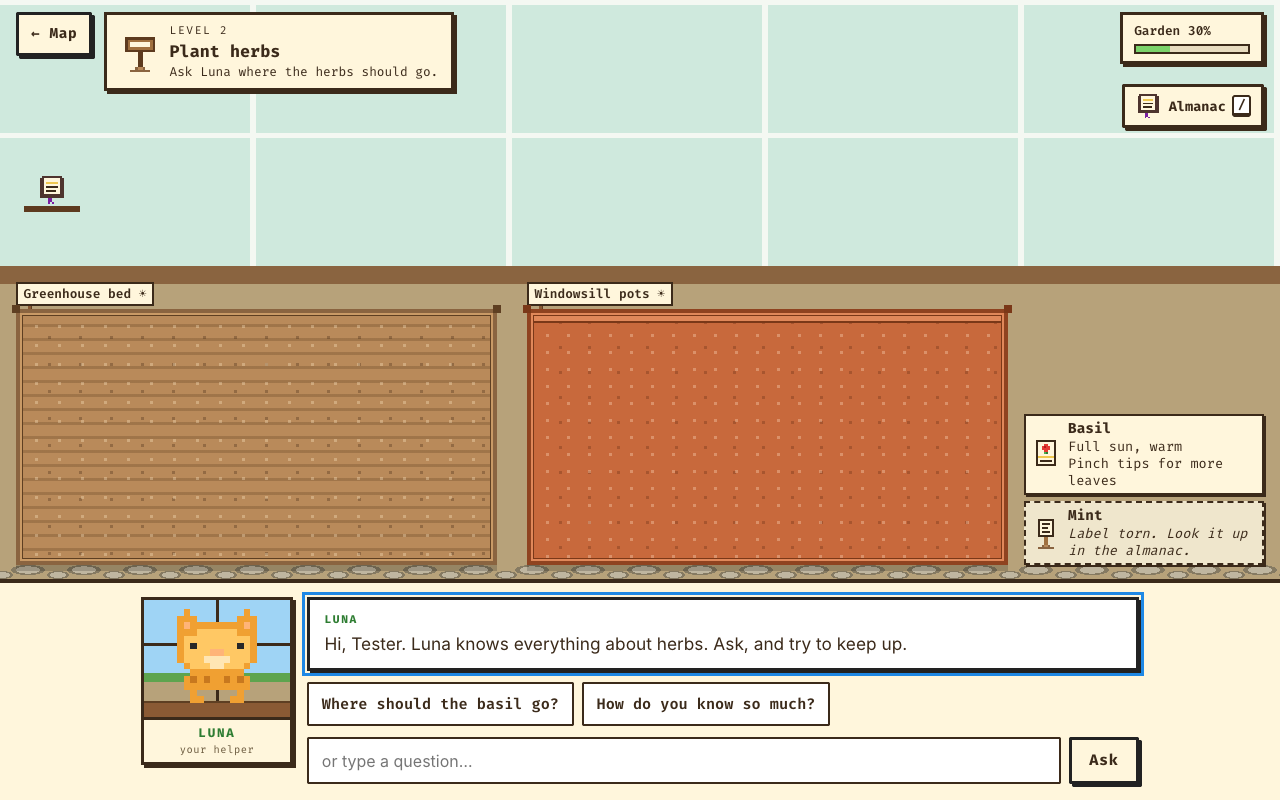 ← Map
LEVEL 2
Plant herbs
Ask Luna where the herbs should go.
Garden 30%
Almanac /
Greenhouse bed ☀
Windowsill pots ☀
Basil
Full sun, warm
Pinch tips for more
leaves
Mint
Label torn. Look it up
in the almanac.
LUNA
your helper
LUNA
Hi, Tester. Luna knows everything about herbs. Ask, and try to keep up.
Where should the basil go?
How do you know so much?
or type a question...
Ask